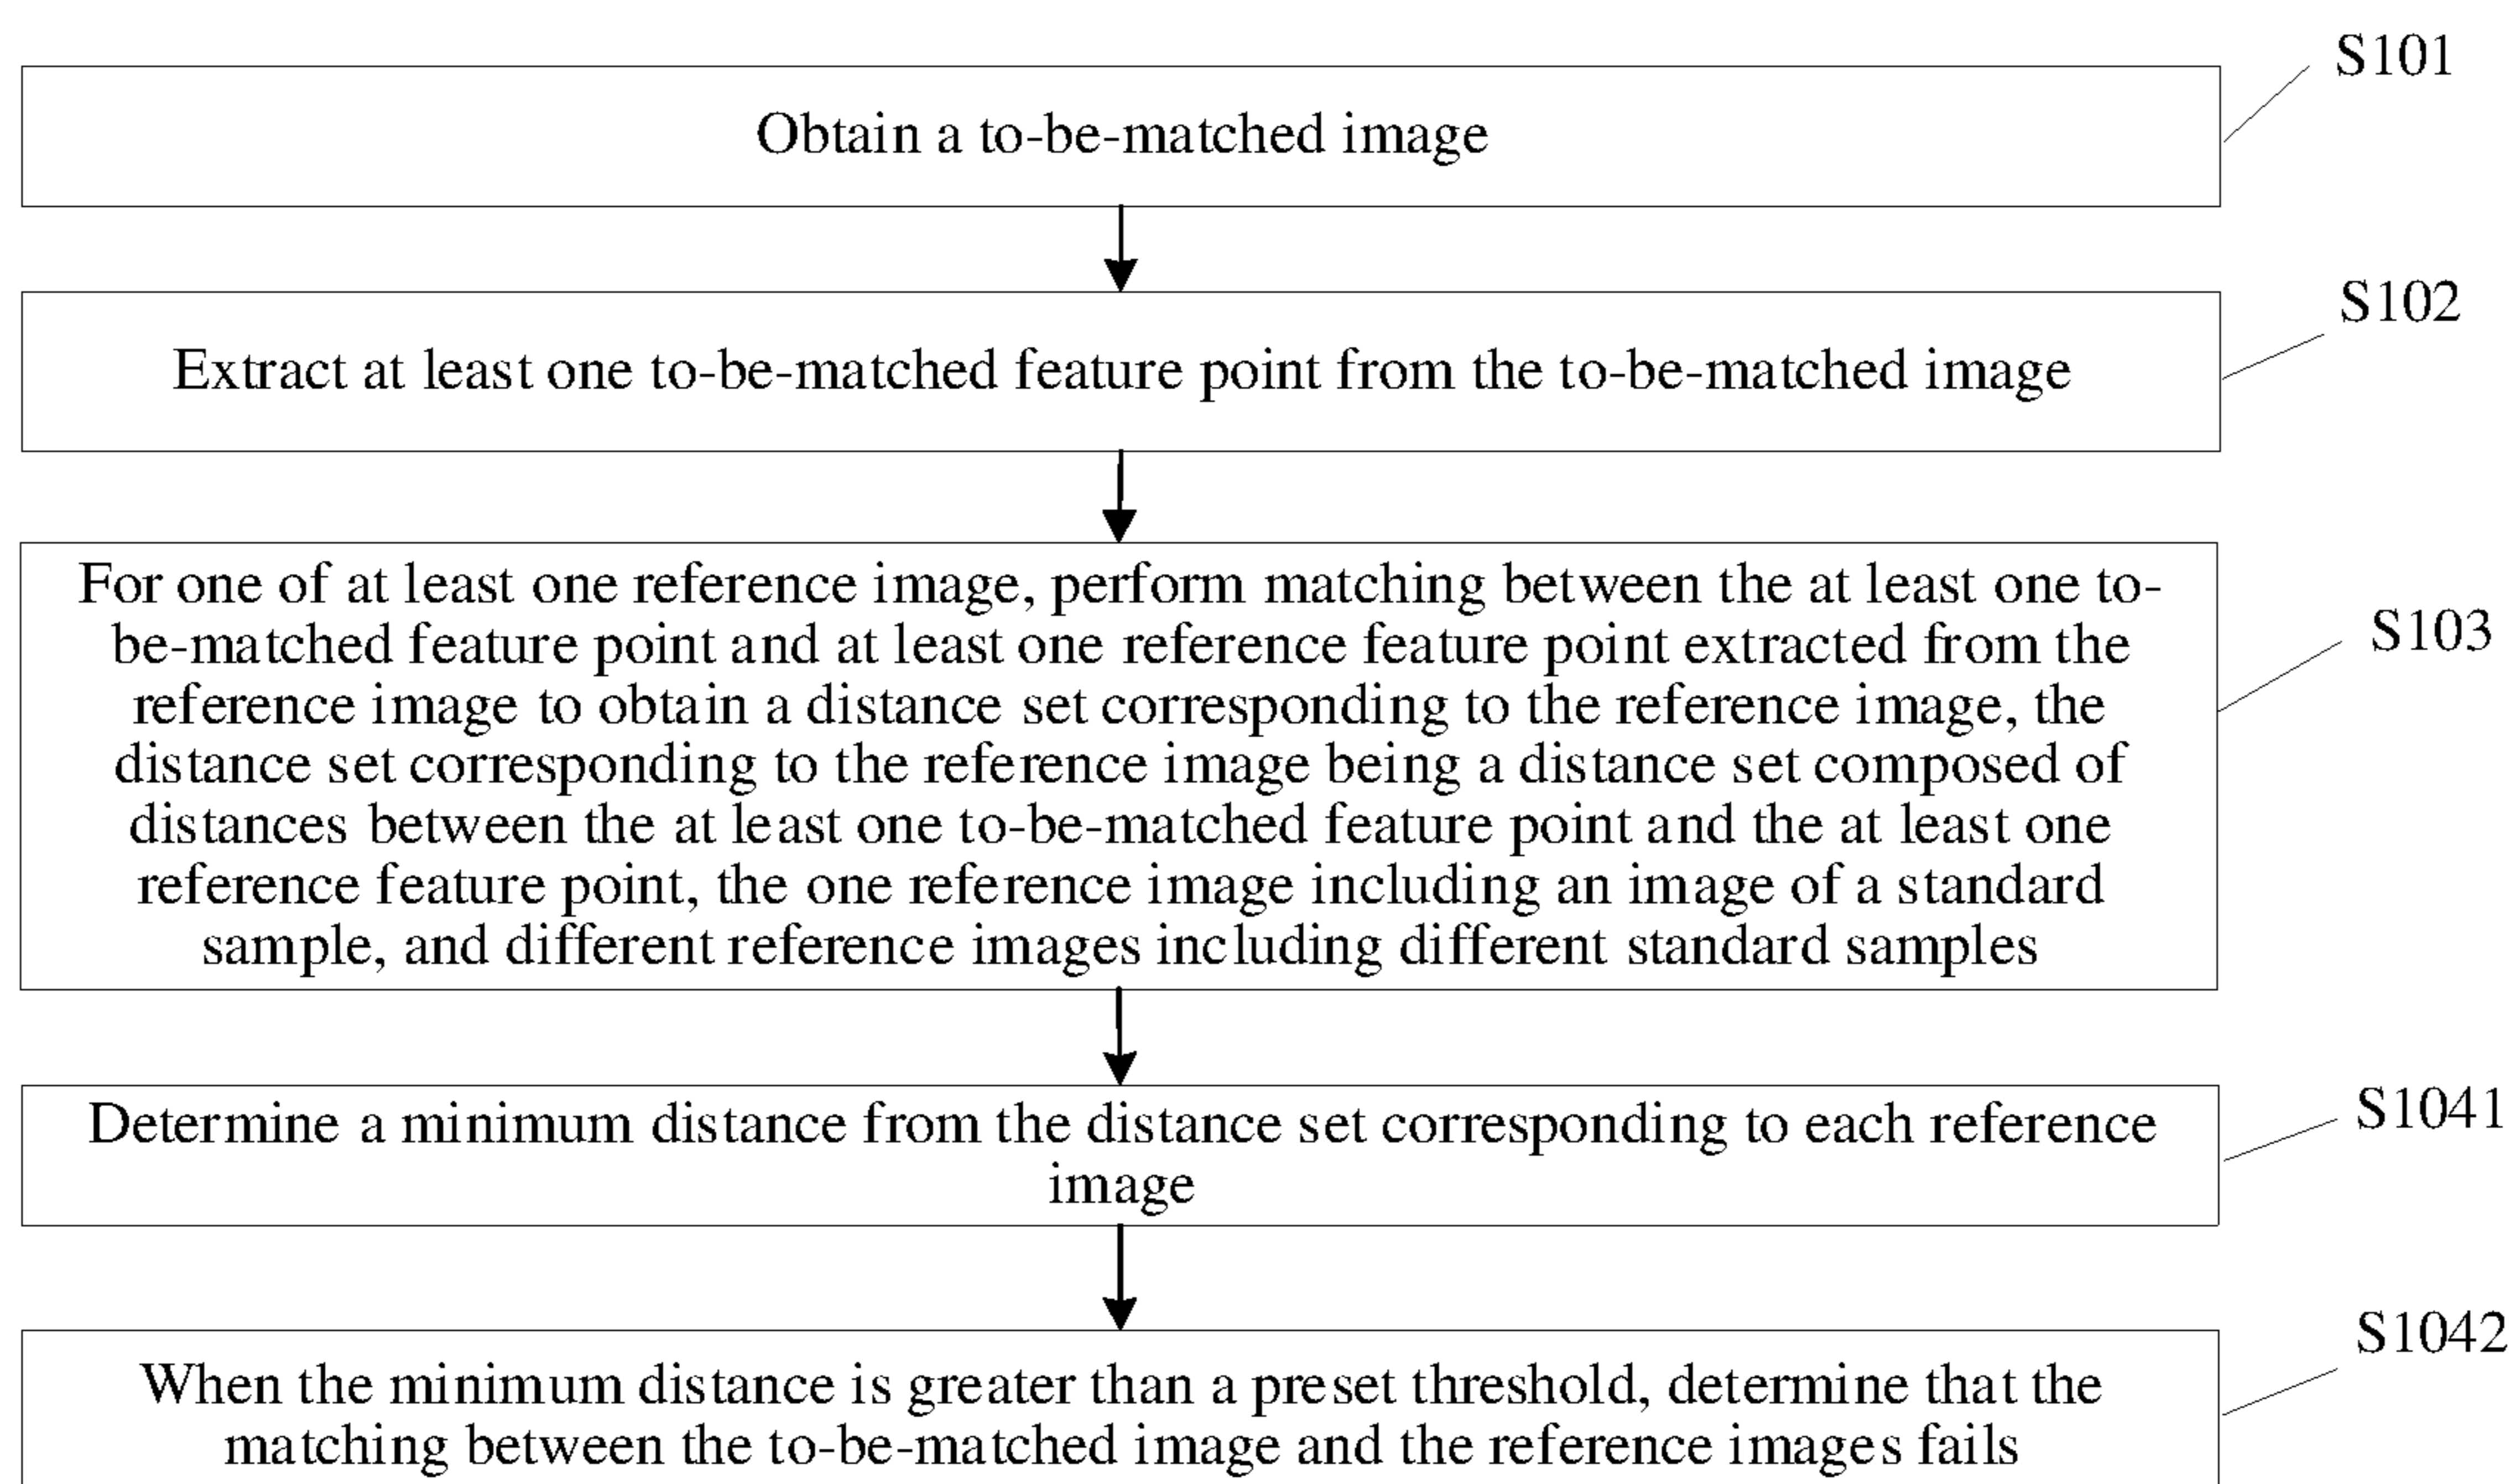 S101
Obtain a to-be-matched image
S102
Extract at least one to-be-matched feature point from the to-be-matched image
For one of at least one reference image, perform matching between the at least one to-
be-matched feature point and at least one reference feature point extracted from the
S103
reference image to obtain a distance set corresponding to the reference image, the
distance set corresponding to the reference image being a distance set composed of
distances between the at least one to-be-matched feature point and the at least one
reference feature point, the one reference image including an image of a standard
sample, and different reference images including different standard samples
Determine a minimum distance from the distance set corresponding to each reference
image
S1041
S1042
When the minimum distance is greater than a preset threshold, determine that the
matching between the to-be-matched image and the reference images fails